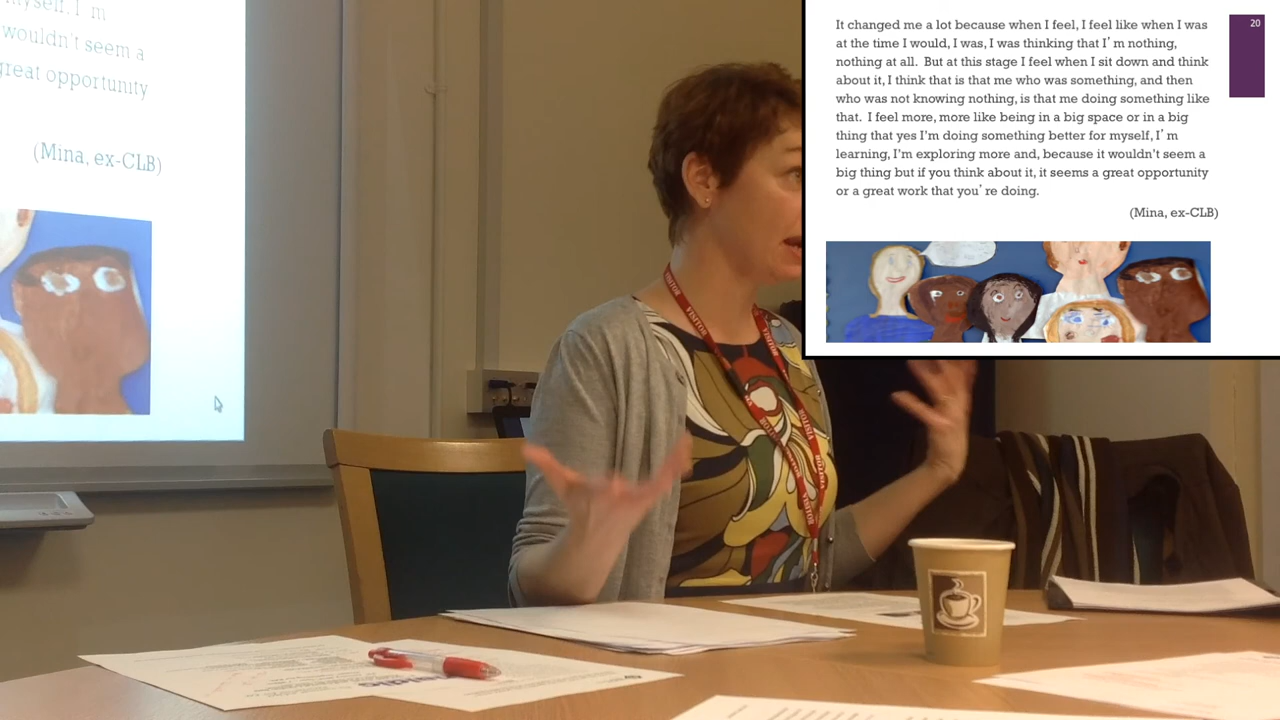 myself, I'm
wouldn't seem a
great opportunity
(Mina, ex-CLB)
It changed me a lot because when I feel, I feel like when I was
at the time I would, I was, I was thinking that I'm nothing,
nothing at all.  But at this stage I feel when I sit down and think
about it, I think that is that me who was something, and then
who was not knowing nothing, is that me doing something like
that.  I feel more, more like being in a big space or in a big
thing that yes I'm doing something better for myself, I'm
learning, I'm exploring more and, because it wouldn't seem a
big thing but if you think about it, it seems a great opportunity
or a great work that you're doing.
(Mina, ex-CLB)
20
VISITOR
VISITOR
VISITOR
VISITOR